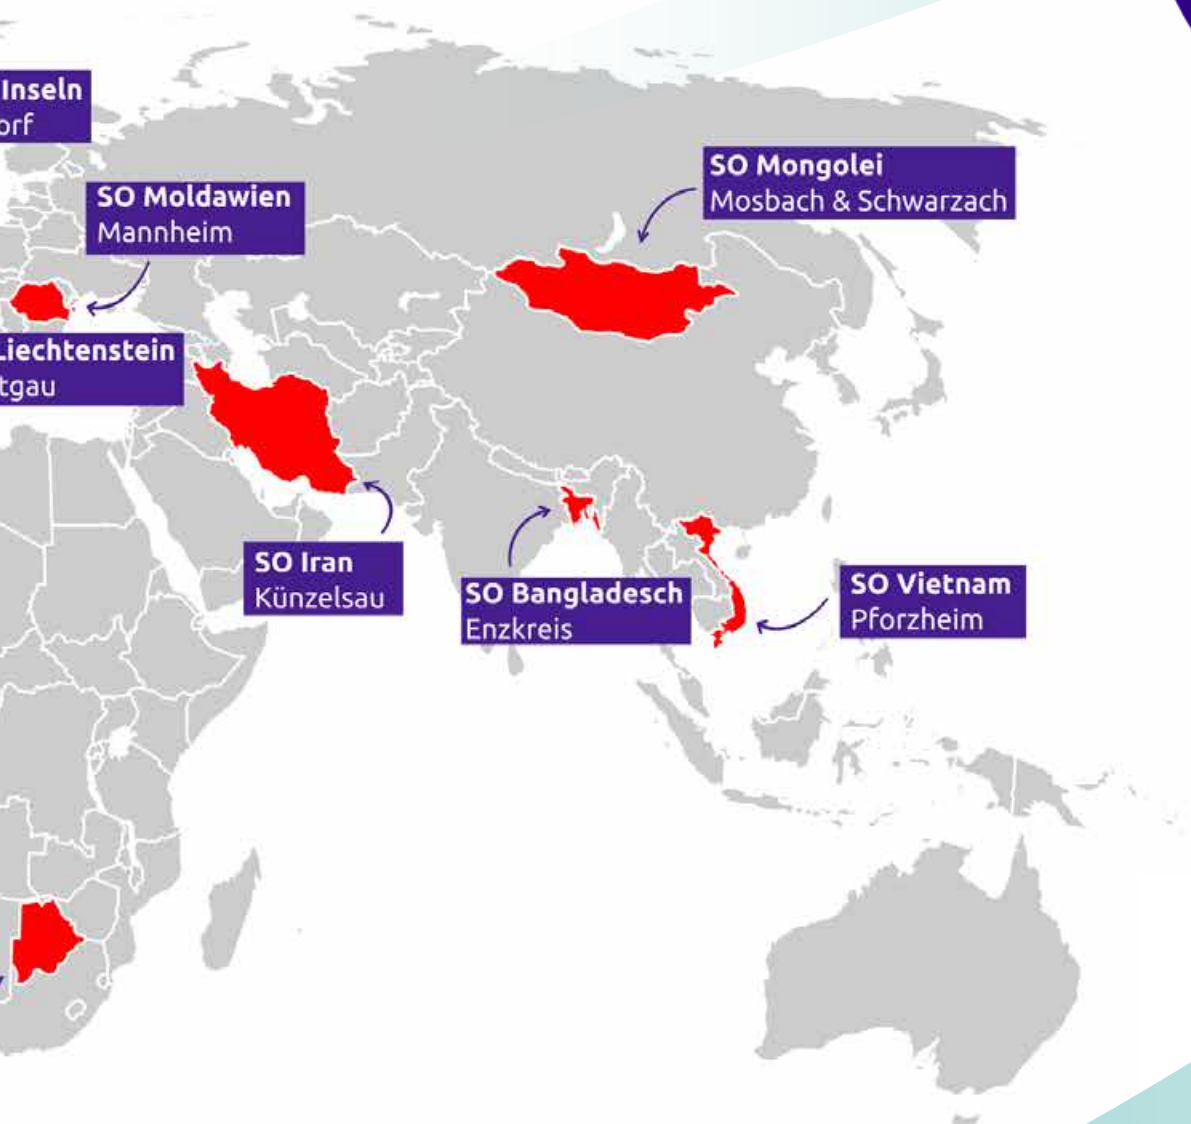 Inseln
orf
SO Mongolei
Mosbach & Schwarzach
SO Moldawien
Mannheim
Liechtenstein
tgau
SO Iran
Künzelsau
SO Bangladesch
Enzkreis
SO Vietnam
Pforzheim